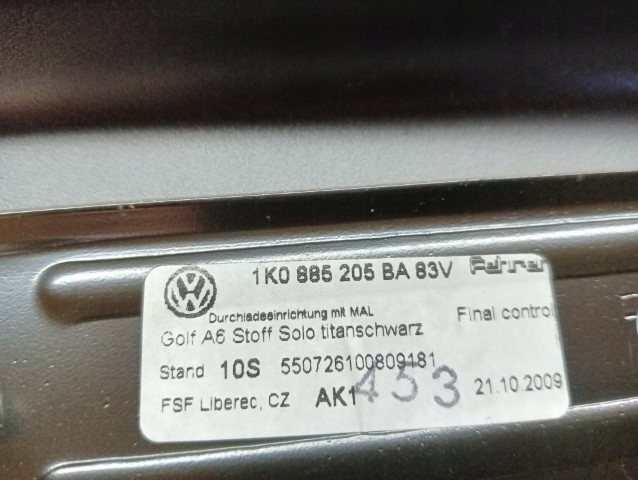 1K0 885 205 BA 83V Fehrer
Durchladeeinrichtung mit MAL
Golf A6 Stoff Solo titanschwarz
Final control
Stand 10S 550726100809181
FSF Liberec, CZ AK1 453 21.10.2009